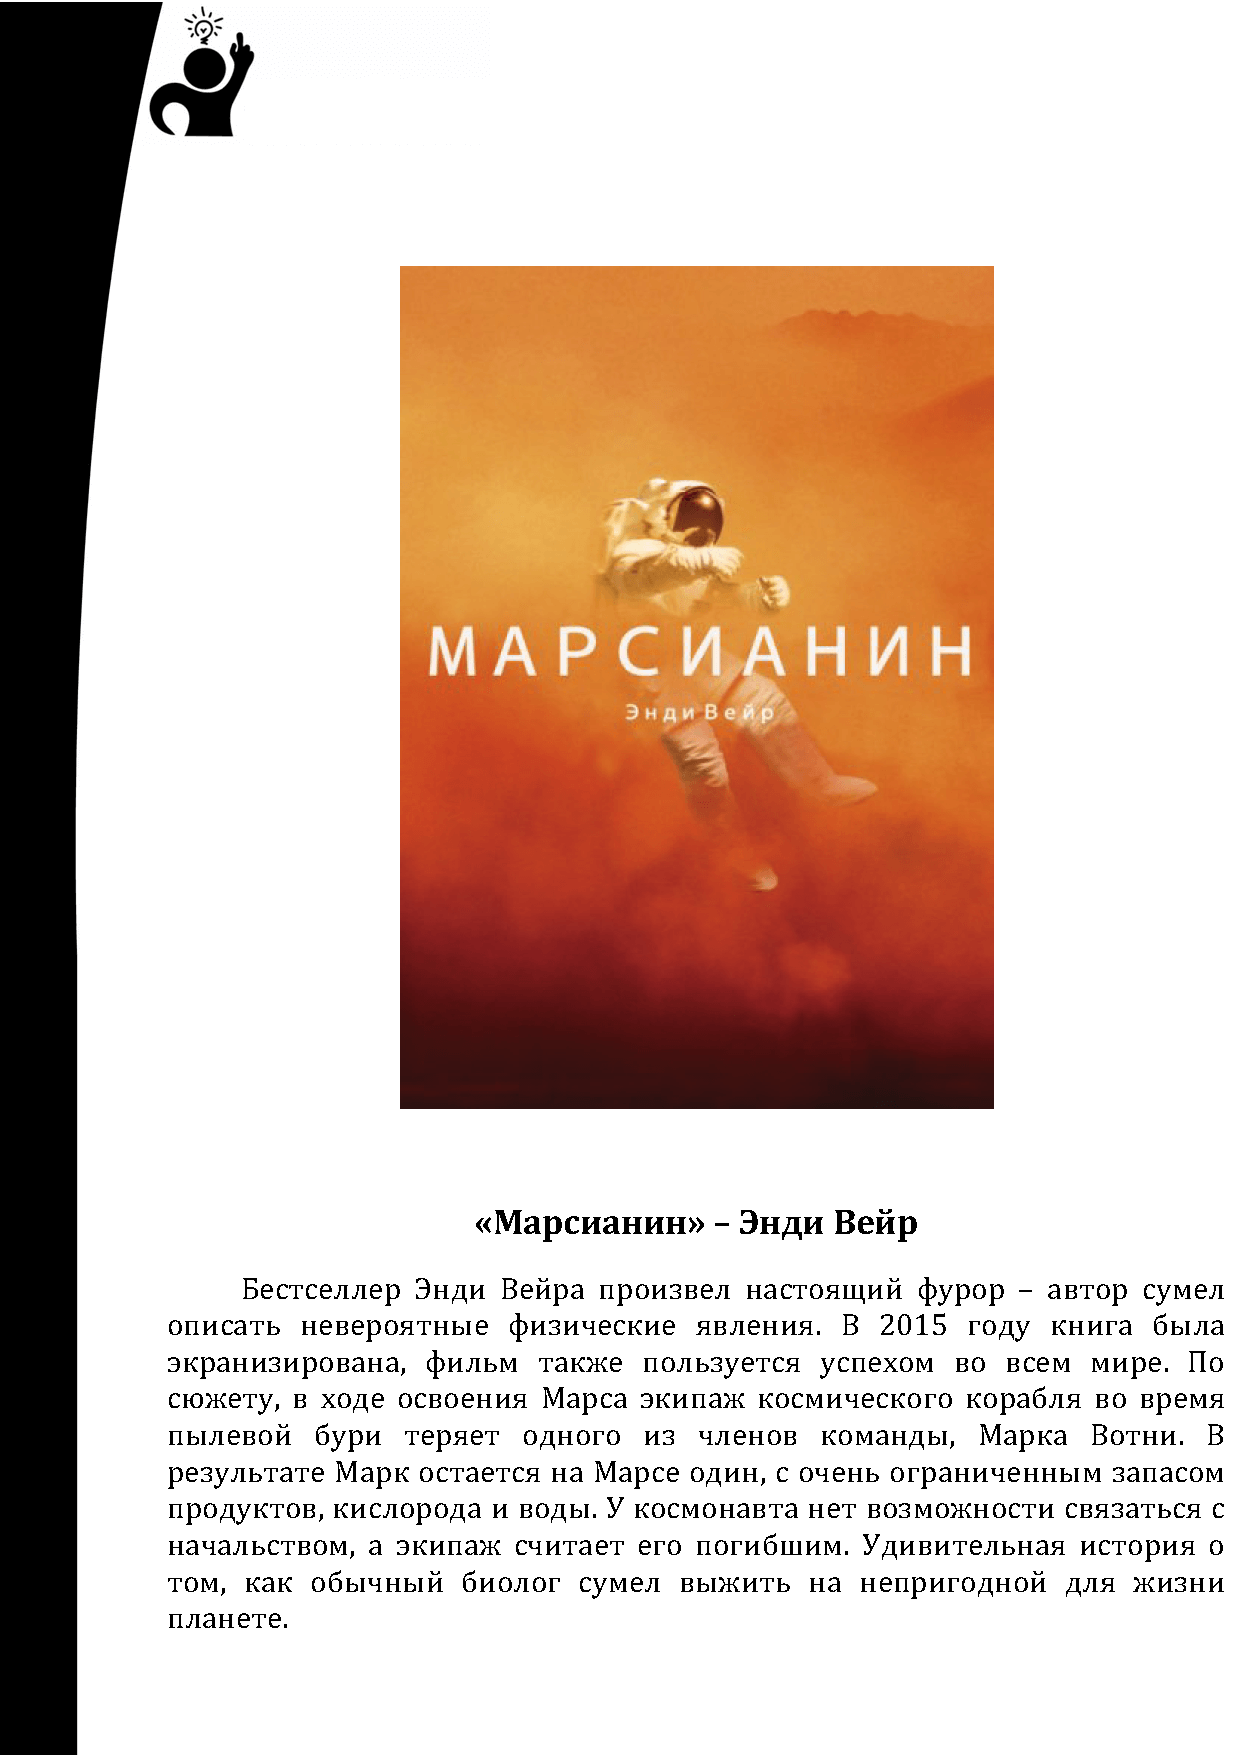 МАРСИАНИН
Энди Вейр
«Марсианин» – Энди Вейр
Бестселлер Энди Вейра произвел настоящий фурор – автор сумел
описать невероятные физические явления. В 2015 году книга была
экранизирована, фильм также пользуется успехом во всем мире. По
сюжету, в ходе освоения Марса экипаж космического корабля во время
пылевой бури теряет одного из членов команды, Марка Вотни. В
результате Марк остается на Марсе один, с очень ограниченным запасом
продуктов, кислорода и воды. У космонавта нет возможности связаться с
начальством, а экипаж считает его погибшим. Удивительная история о
том, как обычный биолог сумел выжить на непригодной для жизни
планете.